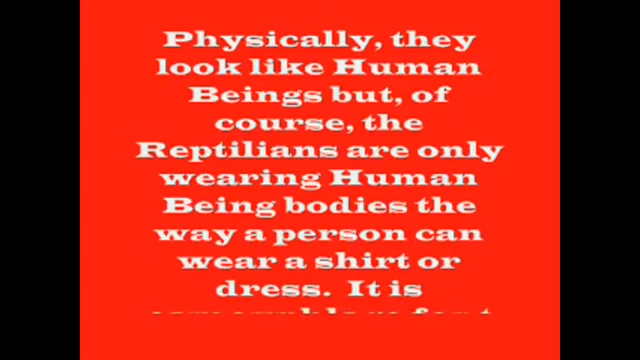 Physically, they
look like Human
Beings but, of
course, the
Reptilians are only
wearing Human
Being bodies the
way a person can
wear a shirt or
dress.  It is